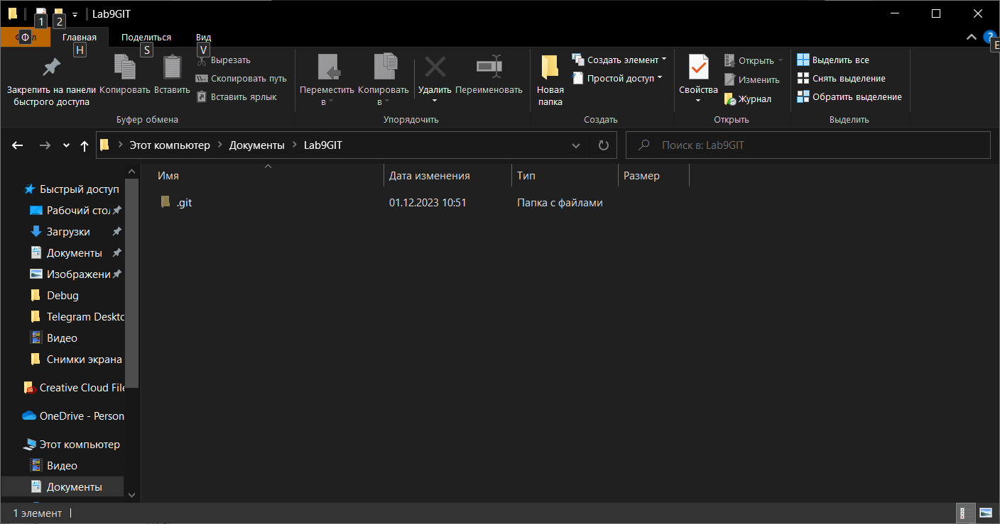 1
2
Lab9GIT
Ф
Главная
Поделиться
Вид
H
S
V
E
Закрепить на панели быстрого доступа
Копировать
Вставить
Вырезать
Скопировать путь
Вставить ярлык
Буфер обмена
Переместить в
Копировать в
Удалить
Переименовать
Упорядочить
Новая папка
Создать элемент
Простой доступ
Создать
Свойства
Открыть
Изменить
Журнал
Открыть
Выделить все
Снять выделение
Обратить выделение
Выделить
Этот компьютер
Документы
Lab9GIT
Поиск в: Lab9GIT
Имя
Дата изменения
Тип
Размер
.git
01.12.2023 10:51
Папка с файлами
Быстрый доступ
Рабочий стол
Загрузки
Документы
Изображени
Debug
Telegram Deskto
Видео
Снимки экрана
Creative Cloud File
OneDrive - Person
Этот компьютер
Видео
Документы
1 элемент